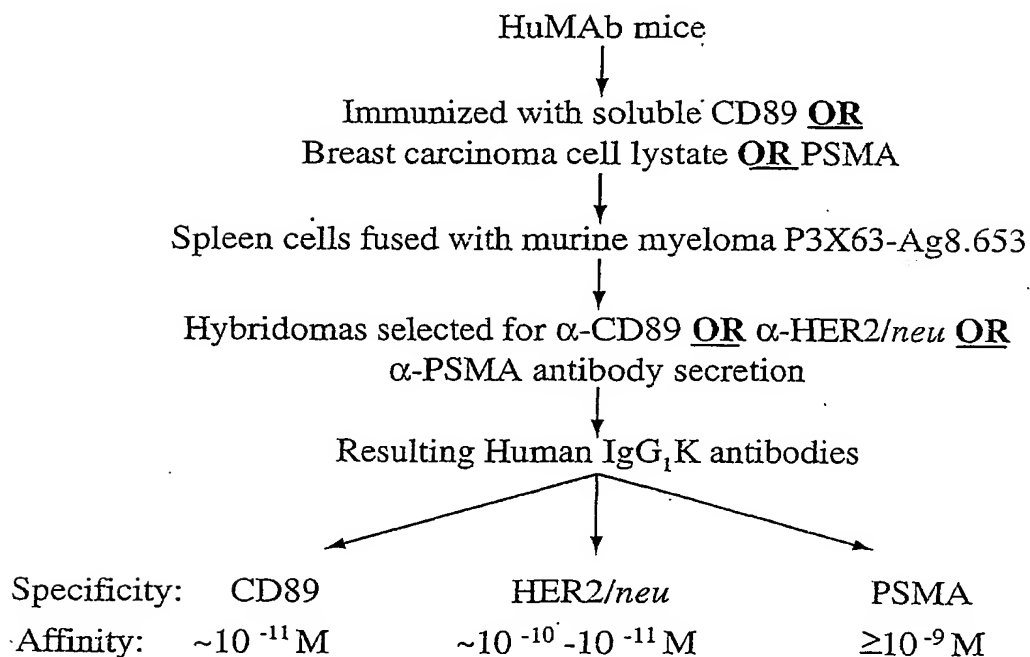 HuMAb mice
Immunized with soluble CD89 OR
Breast carcinoma cell lystate OR PSMA
Spleen cells fused with murine myeloma P3X63-Ag8.653
Hybridomas selected for α-CD89 OR α-HER2/neu OR
α-PSMA antibody secretion
Resulting Human IgG₁K antibodies
Specificity: CD89 HER2/neu PSMA
Affinity: ~10⁻¹¹ M ~10⁻¹⁰ -10⁻¹¹ M ≥10⁻⁹ M